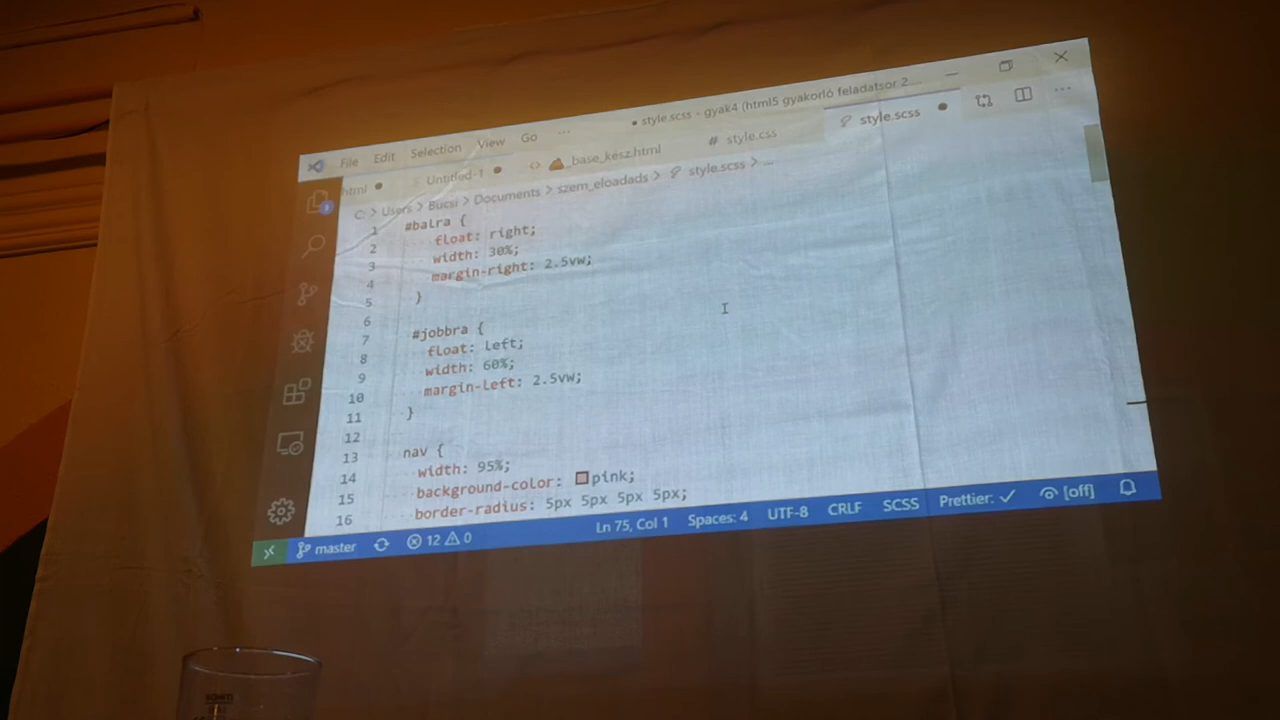 File Edit Selection View Go ... ● style.scss - gyak4 (html5 gyakorló feladatsor 2...
html ● Untitled-1 ● <> _base_kész.html # style.css style.scss ●
C: > Users > Bucsi > Documents > szem_eloadads > style.scss > ...
1 #balra {
2 float: right;
3 width: 30%;
4 margin-right: 2.5vw;
5 }
6
7 #jobbra {
8 float: left;
9 width: 60%;
10 margin-left: 2.5vw;
11 }
12
13 nav {
14 width: 95%;
15 background-color: pink;
16 border-radius: 5px 5px 5px 5px;
master 12 0 Ln 75, Col 1 Spaces: 4 UTF-8 CRLF SCSS Prettier: ✓ [off]